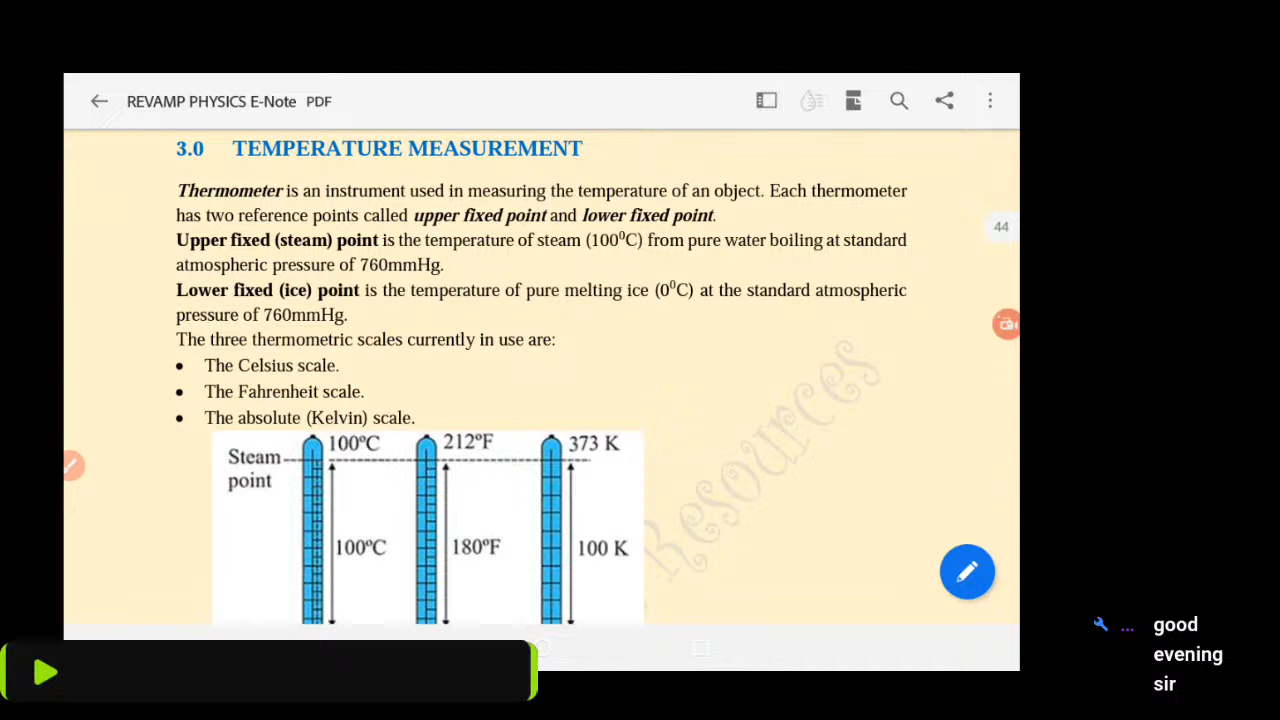 REVAMP PHYSICS E-Note PDF
3.0 TEMPERATURE MEASUREMENT
Thermometer is an instrument used in measuring the temperature of an object. Each thermometer
has two reference points called upper fixed point and lower fixed point.
Upper fixed (steam) point is the temperature of steam (100⁰C) from pure water boiling at standard
atmospheric pressure of 760mmHg.
Lower fixed (ice) point is the temperature of pure melting ice (0⁰C) at the standard atmospheric
pressure of 760mmHg.
The three thermometric scales currently in use are:
• The Celsius scale.
• The Fahrenheit scale.
• The absolute (Kelvin) scale.
Steam point
100ºC
212ºF
373 K
100ºC
180ºF
100 K
Resources
44
... good
evening
sir